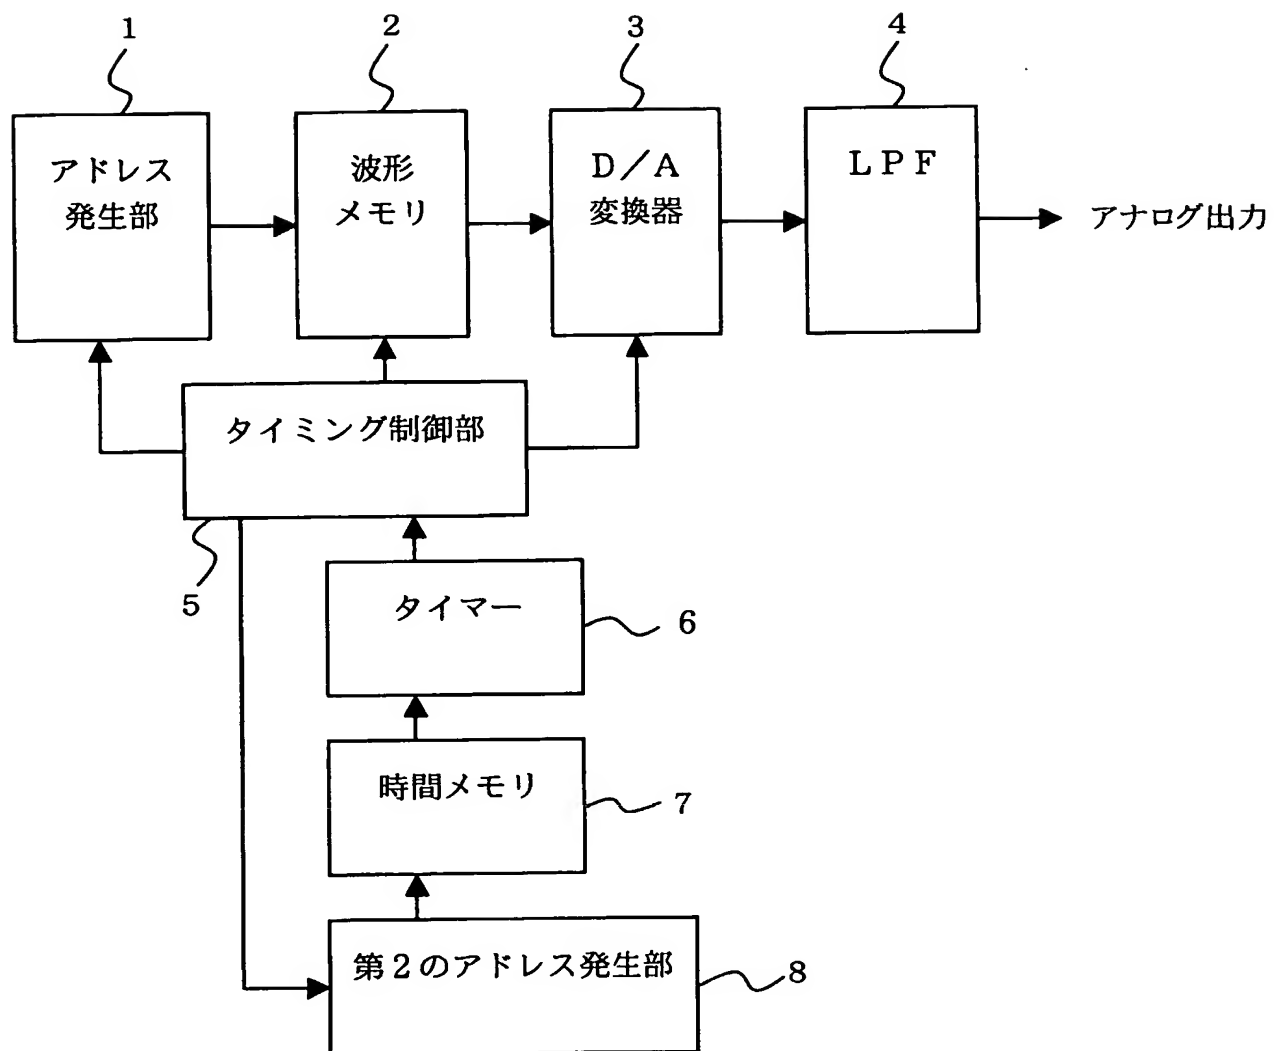 1
2
3
4
アドレス
発生部
波形
メモリ
D/A
変換器
LPF
アナログ出力
タイミング制御部
5
タイマー
6
時間メモリ
7
第2のアドレス発生部
8